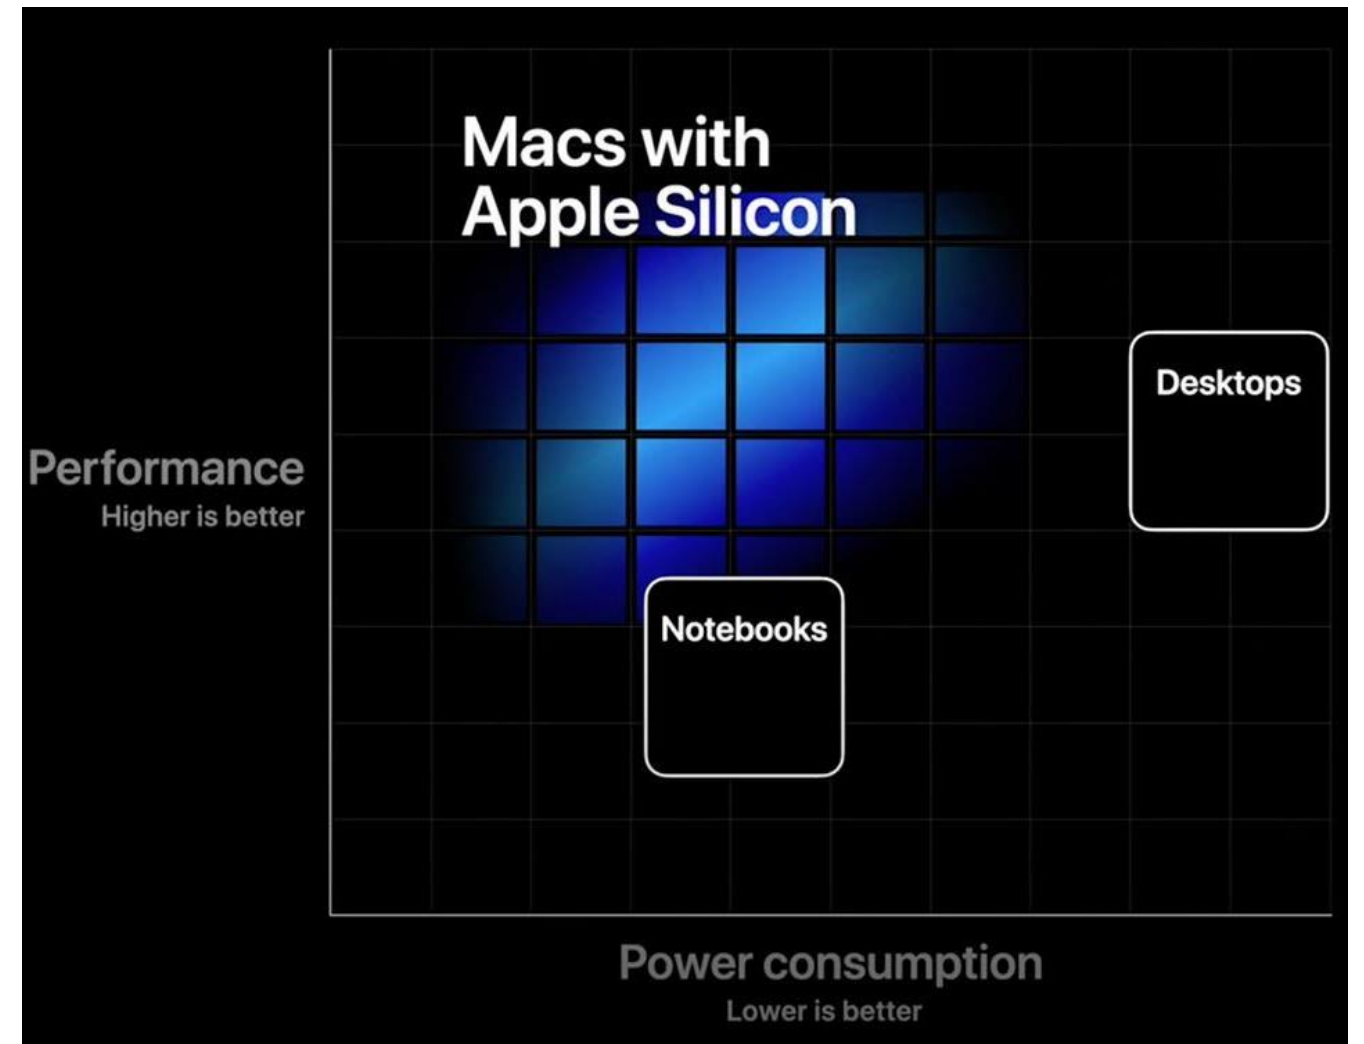 Macs with
Apple Silicon
Desktops
Performance
Higher is better
Notebooks
Power consumption
Lower is better